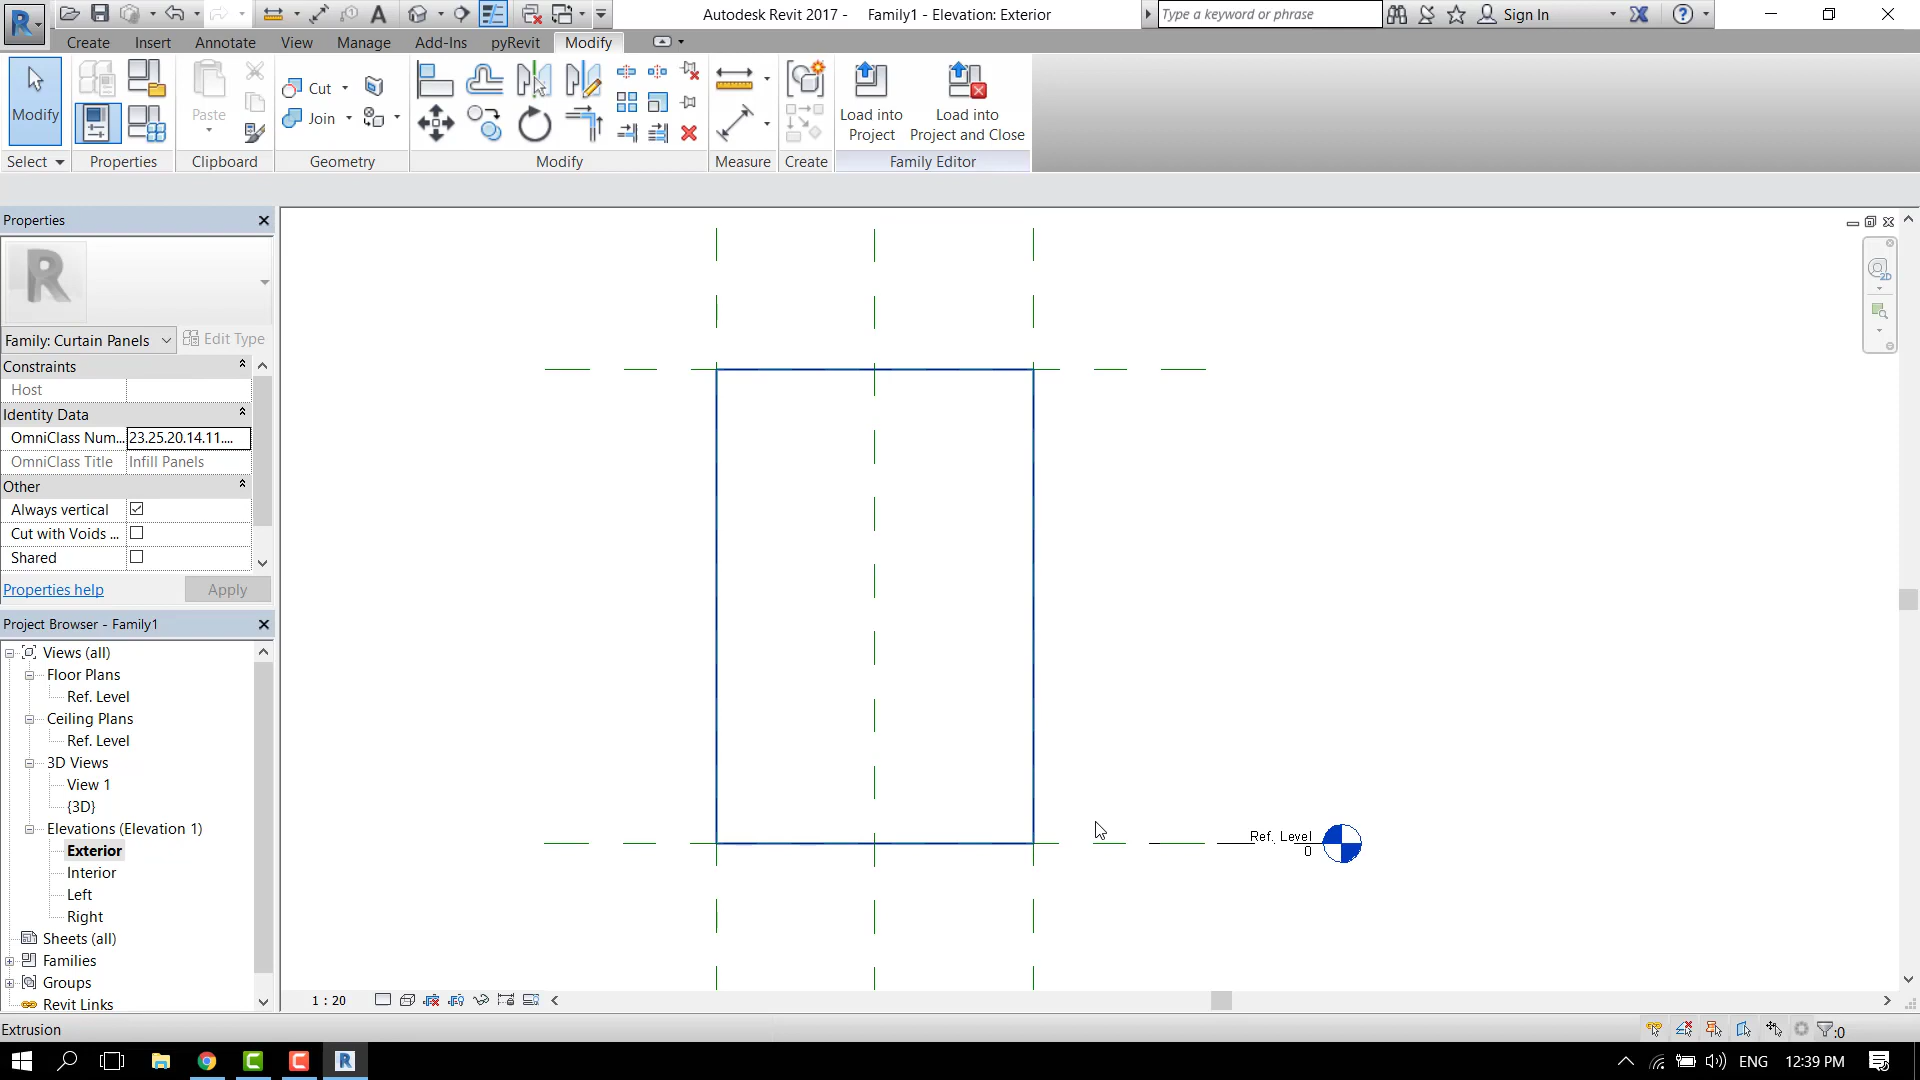 Autodesk Revit 2017 -     Family1 - Elevation: Exterior
Type a keyword or phrase
Sign In
Create
Insert
Annotate
View
Manage
Add-Ins
pyRevit
Modify
Modify
Paste
Cut
Join
Load into
Project
Load into
Project and Close
Select
Properties
Clipboard
Geometry
Modify
Measure
Create
Family Editor
Properties
Family: Curtain Panels
Edit Type
Constraints
Host
Identity Data
OmniClass Num...
23.25.20.14.11....
OmniClass Title
Infill Panels
Other
Always vertical
Cut with Voids ...
Shared
Properties help
Apply
Project Browser - Family1
Views (all)
Floor Plans
Ref. Level
Ceiling Plans
Ref. Level
3D Views
View 1
{3D}
Elevations (Elevation 1)
Exterior
Interior
Left
Right
Sheets (all)
Families
Groups
Revit Links
Ref. Level
0
1 : 20
Extrusion
:0
ENG
12:39 PM